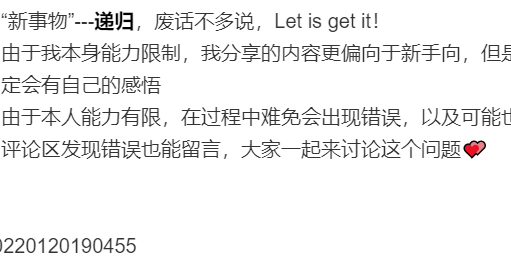 “新事物”---递归，废话不多说，Let is get it！
由于我本身能力限制，我分享的内容更偏向于新手向，但是
定会有自己的感悟
由于本人能力有限，在过程中难免会出现错误，以及可能也
评论区发现错误也能留言，大家一起来讨论这个问题💕
0220120190455